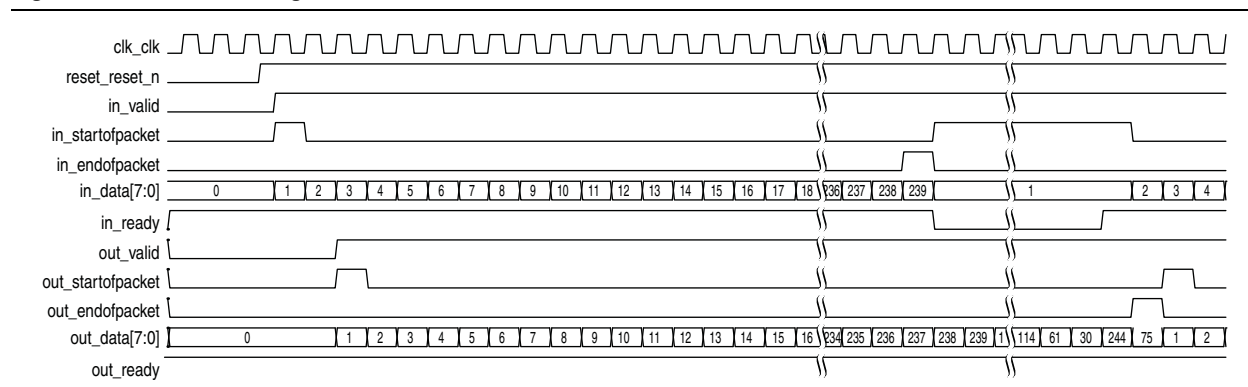 clk_clk
reset_reset_n
in_valid
in_startofpacket
in_endofpacket
in_data[7:0] 0 1 2 3 4 5 6 7 8 9 10 11 12 13 14 15 16 17 18 236 237 238 239 1 2 3 4
in_ready
out_valid
out_startofpacket
out_endofpacket
out_data[7:0] 0 1 2 3 4 5 6 7 8 9 10 11 12 13 14 15 16 234 235 236 237 238 239 1 114 61 30 244 75 1 2
out_ready